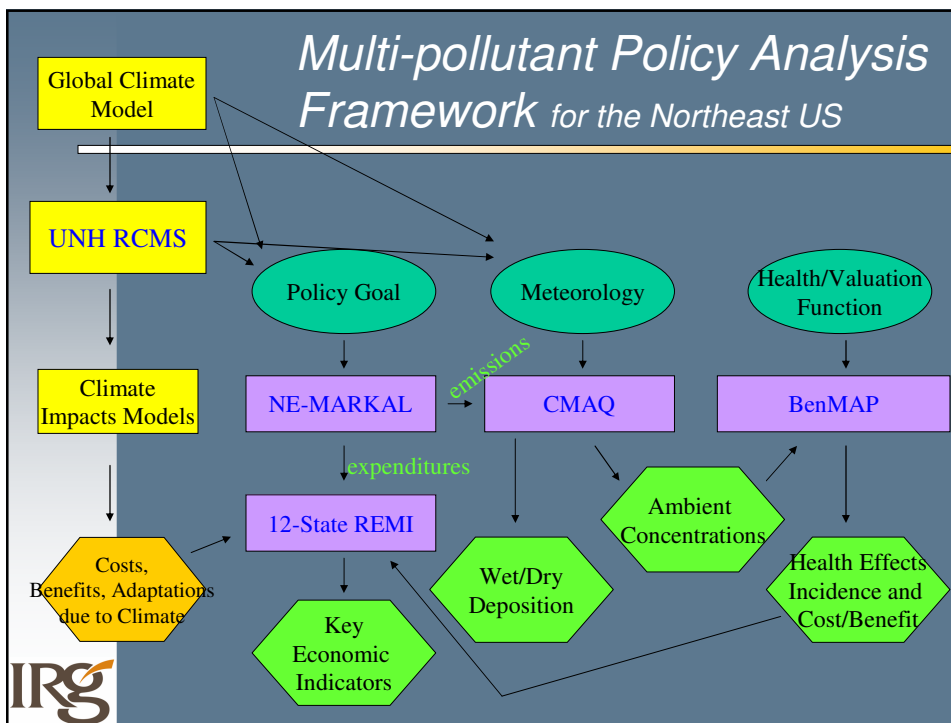 Multi-pollutant Policy Analysis
Framework for the Northeast US
Global Climate
Model
UNH RCMS
Policy Goal
Meteorology
Health/Valuation
Function
emissions
Climate
Impacts Models
NE-MARKAL
CMAQ
BenMAP
expenditures
12-State REMI
Ambient
Concentrations
Costs,
Benefits, Adaptations
due to Climate
Wet/Dry
Deposition
Health Effects
Incidence and
Cost/Benefit
Key
Economic
Indicators
IRg